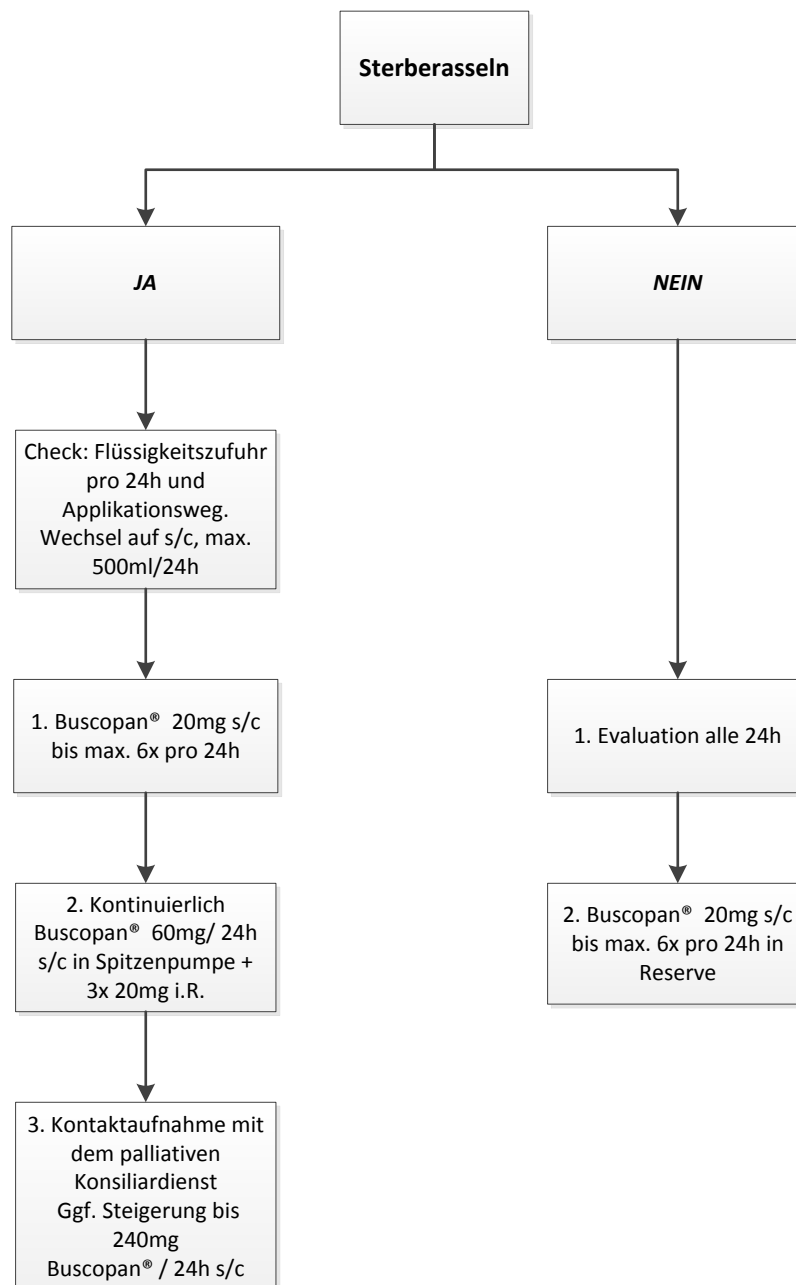 Sterberasseln
JA
NEIN
Check: Flüssigkeitszufuhr
pro 24h und
Applikationsweg.
Wechsel auf s/c, max.
500ml/24h
1. Buscopan® 20mg s/c
bis max. 6x pro 24h
1. Evaluation alle 24h
2. Kontinuierlich
Buscopan® 60mg/ 24h
s/c in Spitzenpumpe +
3x 20mg i.R.
2. Buscopan® 20mg s/c
bis max. 6x pro 24h in
Reserve
3. Kontaktaufnahme mit
dem palliativen
Konsiliardienst
Ggf. Steigerung bis
240mg
Buscopan® / 24h s/c